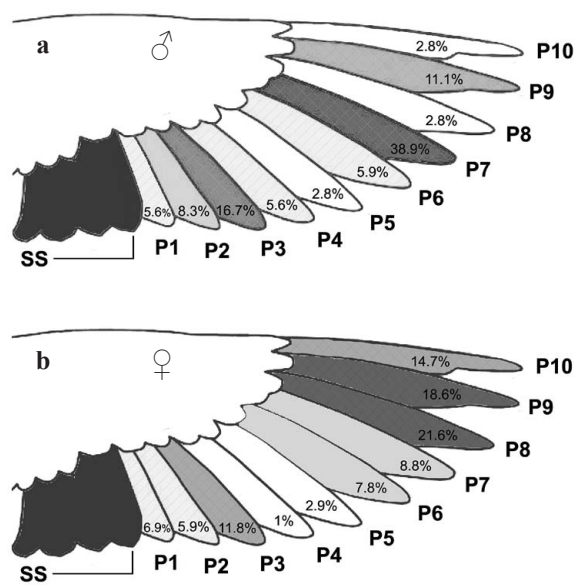 a ♂
2.8% P10
11.1% P9
2.8% P8
38.9% P7
5.9% P6
2.8% P5
5.6% P4
16.7% P3
8.3% P2
5.6% P1
SS
b ♀
14.7% P10
18.6% P9
21.6% P8
8.8% P7
7.8% P6
2.9% P5
1% P4
11.8% P3
5.9% P2
6.9% P1
SS